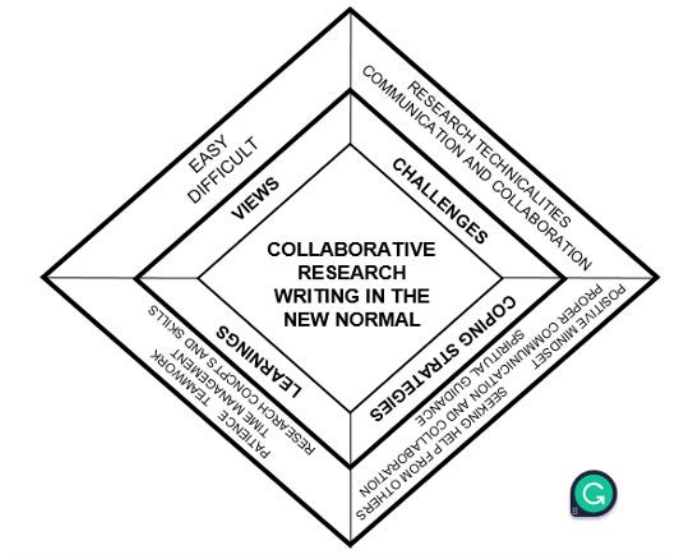 EASY
DIFFICULT
VIEWS
RESEARCH TECHNICALITIES
COMMUNICATION AND COLLABORATION
CHALLENGES
COLLABORATIVE
RESEARCH
WRITING IN THE
NEW NORMAL
LEARNINGS
RESEARCH CONCPTS AND SKILLS
TIME MANAGEMENT
PATIENCE TEAMWORK
COPING STRATEGIES
SPIRITUAL GUIDANCE
PROPER COMMUNICATION AND COLLABORATION
POSITIVE MINDSET
SEEKING HELP FROM OTHERS
G